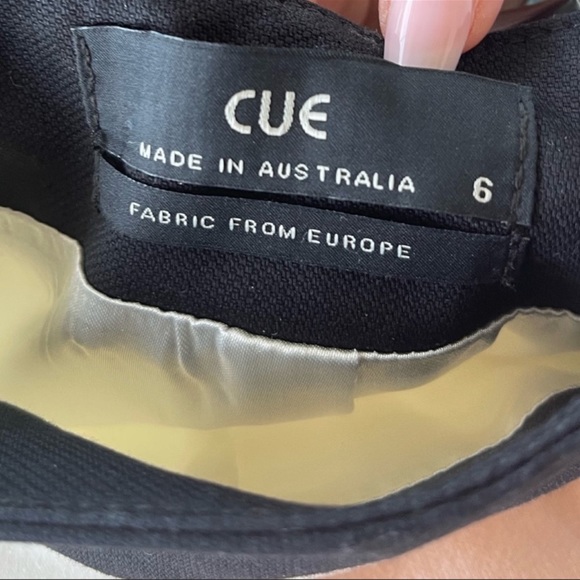 CUE
MADE IN AUSTRALIA 6
FABRIC FROM EUROPE